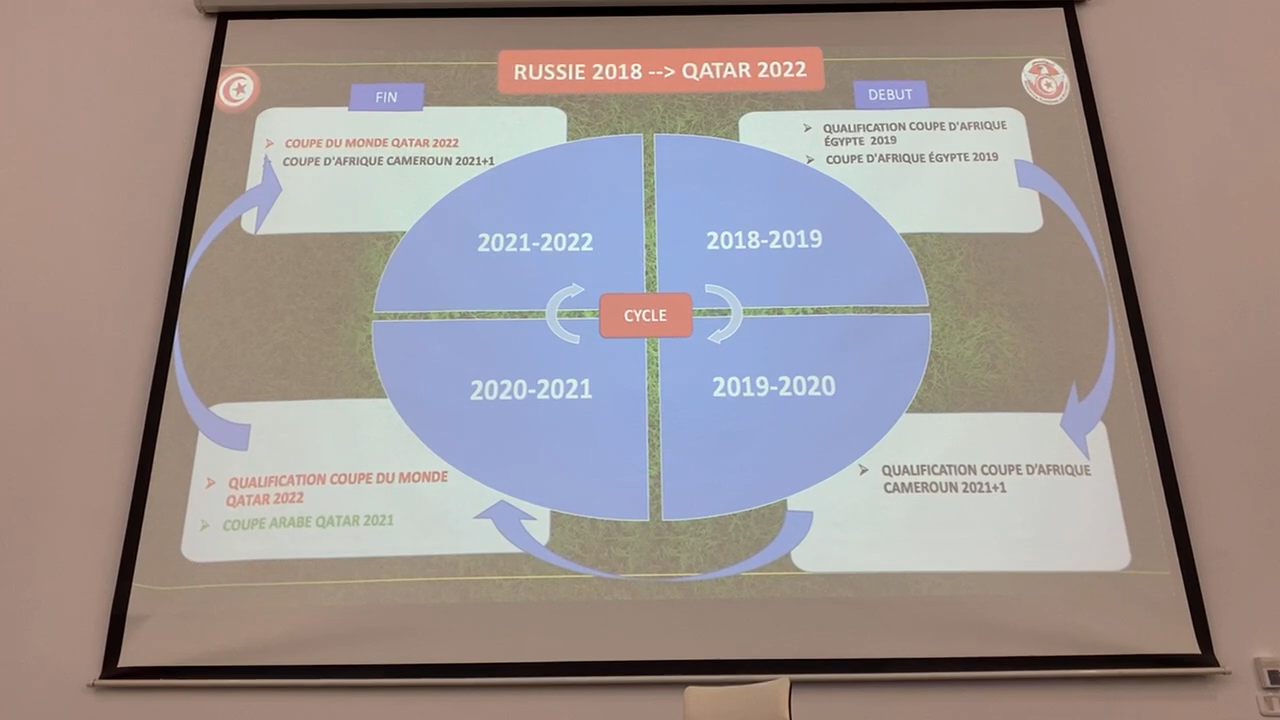 RUSSIE 2018 --> QATAR 2022
FIN
DEBUT
COUPE DU MONDE QATAR 2022
COUPE D'AFRIQUE CAMEROUN 2021+1
QUALIFICATION COUPE D'AFRIQUE
ÉGYPTE 2019
COUPE D'AFRIQUE ÉGYPTE 2019
2021-2022
2018-2019
CYCLE
2020-2021
2019-2020
QUALIFICATION COUPE DU MONDE
QATAR 2022
COUPE ARABE QATAR 2021
QUALIFICATION COUPE D'AFRIQUE
CAMEROUN 2021+1